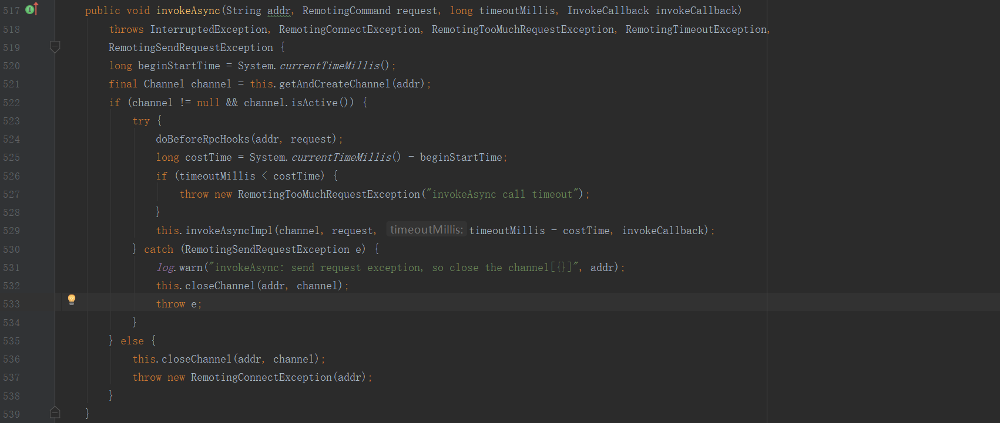 517 public void invokeAsync(String addr, RemotingCommand request, long timeoutMillis, InvokeCallback invokeCallback)
518 throws InterruptedException, RemotingConnectException, RemotingTooMuchRequestException, RemotingTimeoutException,
519 RemotingSendRequestException {
520 long beginStartTime = System.currentTimeMillis();
521 final Channel channel = this.getAndCreateChannel(addr);
522 if (channel != null && channel.isActive()) {
523 try {
524 doBeforeRpcHooks(addr, request);
525 long costTime = System.currentTimeMillis() - beginStartTime;
526 if (timeoutMillis < costTime) {
527 throw new RemotingTooMuchRequestException("invokeAsync call timeout");
528 }
529 this.invokeAsyncImpl(channel, request, timeoutMillis: timeoutMillis - costTime, invokeCallback);
530 } catch (RemotingSendRequestException e) {
531 log.warn("invokeAsync: send request exception, so close the channel[{}]", addr);
532 this.closeChannel(addr, channel);
533 throw e;
534 }
535 } else {
536 this.closeChannel(addr, channel);
537 throw new RemotingConnectException(addr);
538 }
539 }